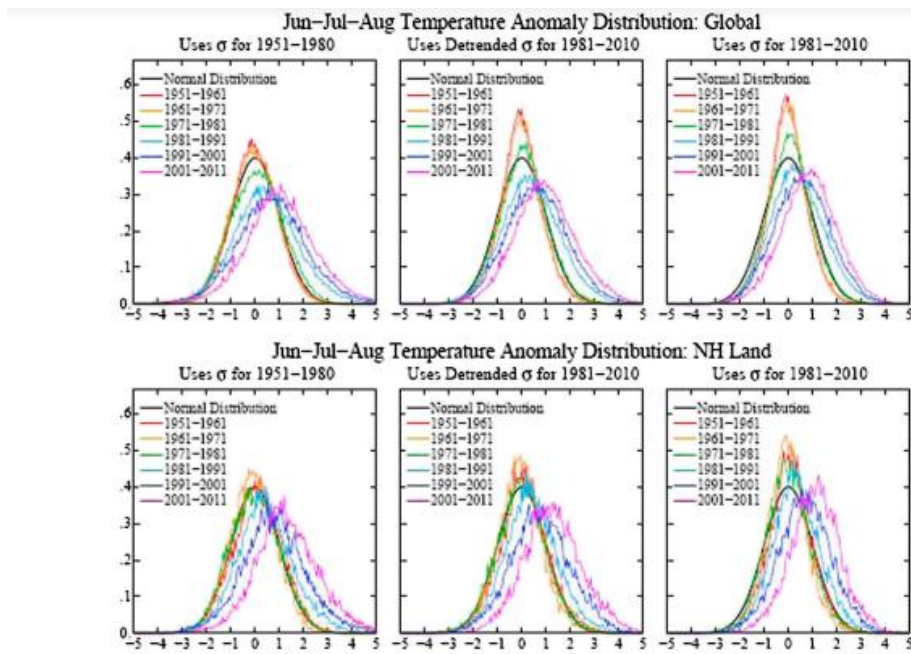 Jun-Jul-Aug Temperature Anomaly Distribution: Global
Uses σ for 1951-1980
Uses Detrended σ for 1981-2010
Uses σ for 1981-2010
.6
.5
.4
.3
.2
.1
0.
Normal Distribution
1951-1961
1961-1971
1971-1981
1981-1991
1991-2001
2001-2011
Normal Distribution
1951-1961
1961-1971
1971-1981
1981-1991
1991-2001
2001-2011
Normal Distribution
1951-1961
1961-1971
1971-1981
1981-1991
1991-2001
2001-2011
-5 -4 -3 -2 -1 0 1 2 3 4 5
-5 -4 -3 -2 -1 0 1 2 3 4 5
-5 -4 -3 -2 -1 0 1 2 3 4 5
Jun-Jul-Aug Temperature Anomaly Distribution: NH Land
Uses σ for 1951-1980
Uses Detrended σ for 1981-2010
Uses σ for 1981-2010
.6
.5
.4
.3
.2
.1
0.
Normal Distribution
1951-1961
1961-1971
1971-1981
1981-1991
1991-2001
2001-2011
Normal Distribution
1951-1961
1961-1971
1971-1981
1981-1991
1991-2001
2001-2011
Normal Distribution
1951-1961
1961-1971
1971-1981
1981-1991
1991-2001
2001-2011
-5 -4 -3 -2 -1 0 1 2 3 4 5
-5 -4 -3 -2 -1 0 1 2 3 4 5
-5 -4 -3 -2 -1 0 1 2 3 4 5